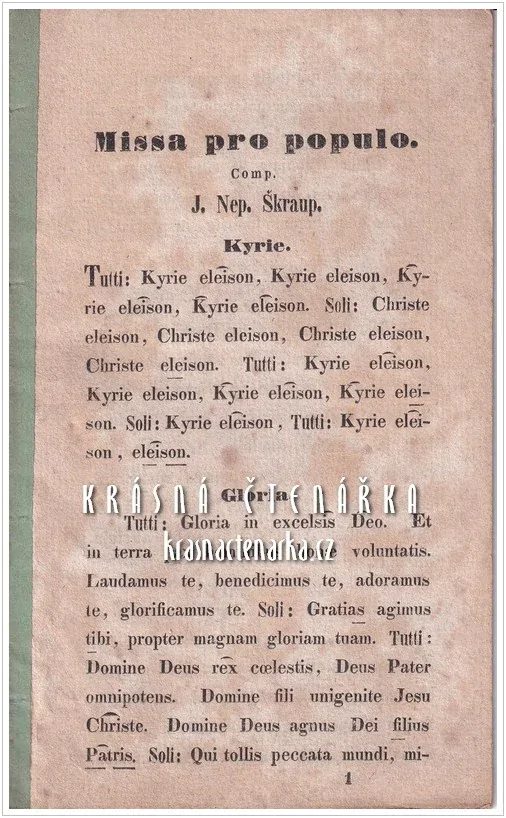 Missa pro populo.
Comp.
J. Nep. Škraup.
Kyrie.
Tutti: Kyrie eleison, Kyrie eleison, Ky-
rie eleison, Kyrie eleison. Soli: Christe
eleison, Christe eleison, Christe eleison,
Christe eleison. Tutti: Kyrie eleison,
Kyrie eleison, Kyrie eleison, Kyrie elei-
son. Soli: Kyrie eleison, Tutti: Kyrie elei-
son, eleison.
KRÁSNÁ ČTENÁŘKA
Gloria.
Tutti: Gloria in excelsis Deo. Et
in terra voluntatis.
krasnactenarka.cz
Laudamus te, benedicimus te, adoramus
te, glorificamus te. Soli: Gratias agimus
tibi, propter magnam gloriam tuam. Tutti:
Domine Deus rex cœlestis, Deus Pater
omnipotens. Domine fili unigenite Jesu
Christe. Domine Deus agnus Dei filius
Patris. Soli: Qui tollis peccata mundi, mi-
1